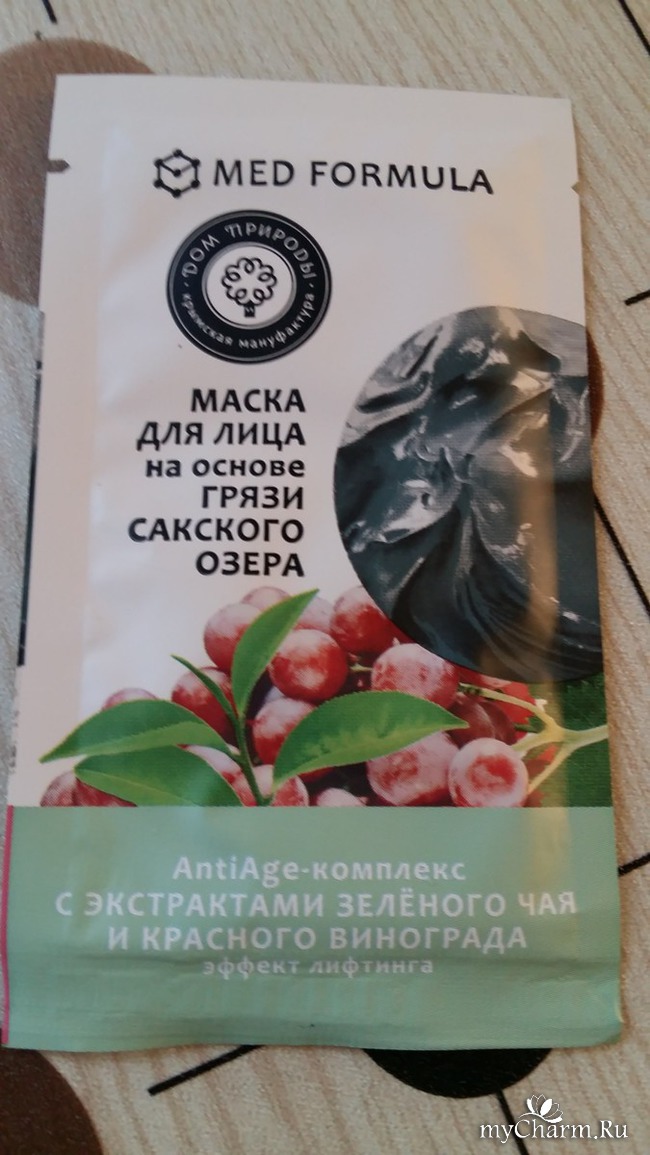 MED FORMULA
ДОМ ПРИРОДЫ
крымская мануфактура
МАСКА
ДЛЯ ЛИЦА
на основе
ГРЯЗИ
САКСКОГО
ОЗЕРА
AntiAge-комплекс
С ЭКСТРАКТАМИ ЗЕЛЁНОГО ЧАЯ
И КРАСНОГО ВИНОГРАДА
эффект лифтинга
myCharm.Ru